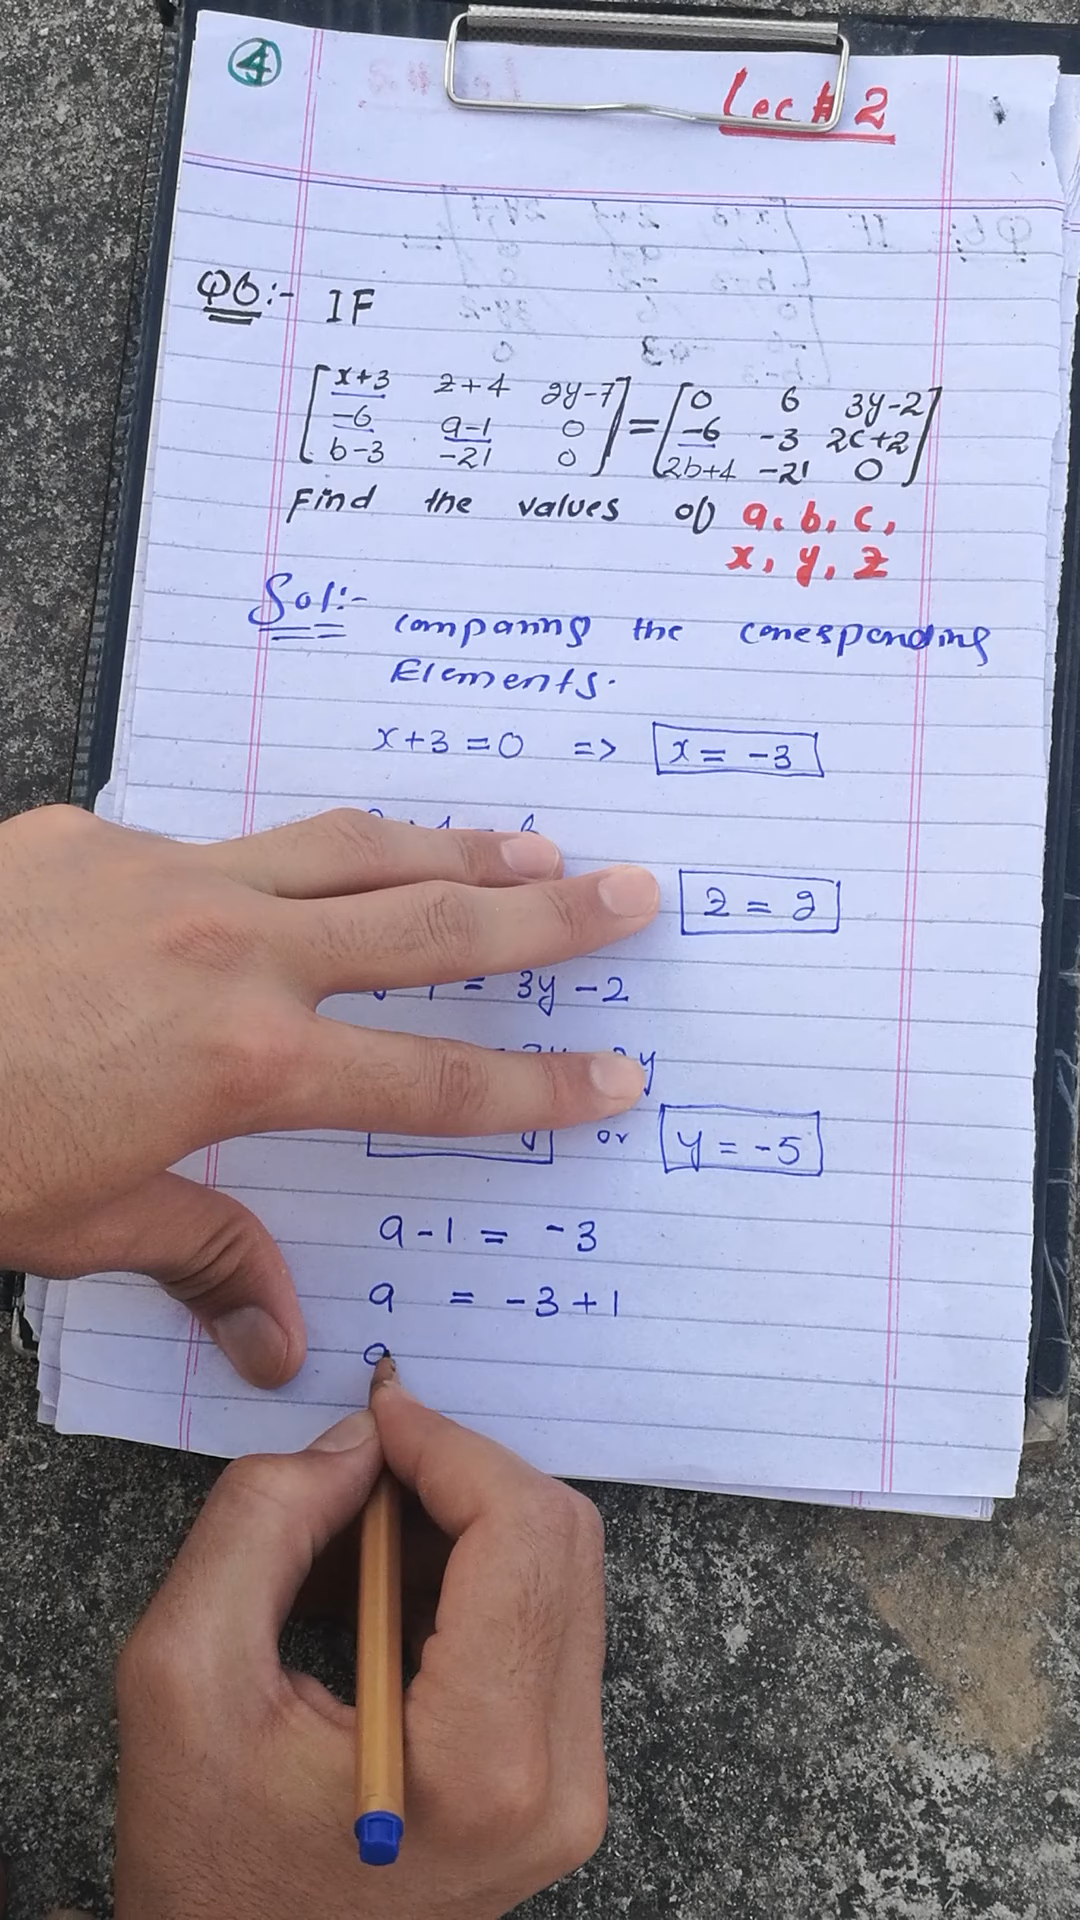 4
Lec # 2
Q6:- IF
[x+3 z+4 2y-7] = [0 6 3y-2]
[-6 a-1 0] = [-6 -3 2c+2]
[b-3 -21 0] = [2b+4 -21 0]
Find the values of a, b, c,
x, y, z
Sol:- Comparing the corresponding
Elements.
x+3=0 => x = -3
z = 2
= 3y-2
y
or y = -5
a-1 = -3
a = -3+1
a